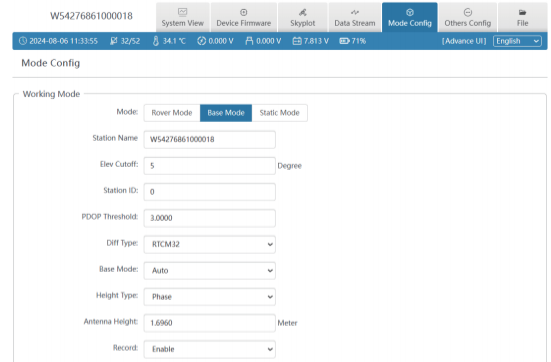 W54276861000018
System View
Device Firmware
Skyplot
Data Stream
Mode Config
Others Config
File
2024-08-06 11:33:55 32/52 34.1 ℃ 0.000 V 0.000 V 7.813 V 71% [Advance UI] English
Mode Config
Working Mode
Mode: Rover Mode Base Mode Static Mode
Station Name W54276861000018
Elev Cutoff: 5 Degree
Station ID: 0
PDOP Threshold: 3.0000
Diff Type: RTCM32
Base Mode: Auto
Height Type: Phase
Antenna Height: 1.6960 Meter
Record: Enable